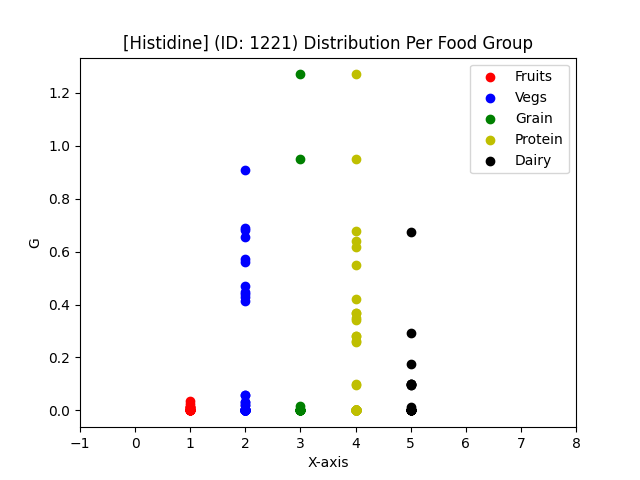 [Histidine] (ID: 1221) Distribution Per Food Group
Fruits
Vegs
Grain
Protein
Dairy
1.2
1.0
0.8
0.6
0.4
0.2
0.0
G
−1 0 1 2 3 4 5 6 7 8
X-axis